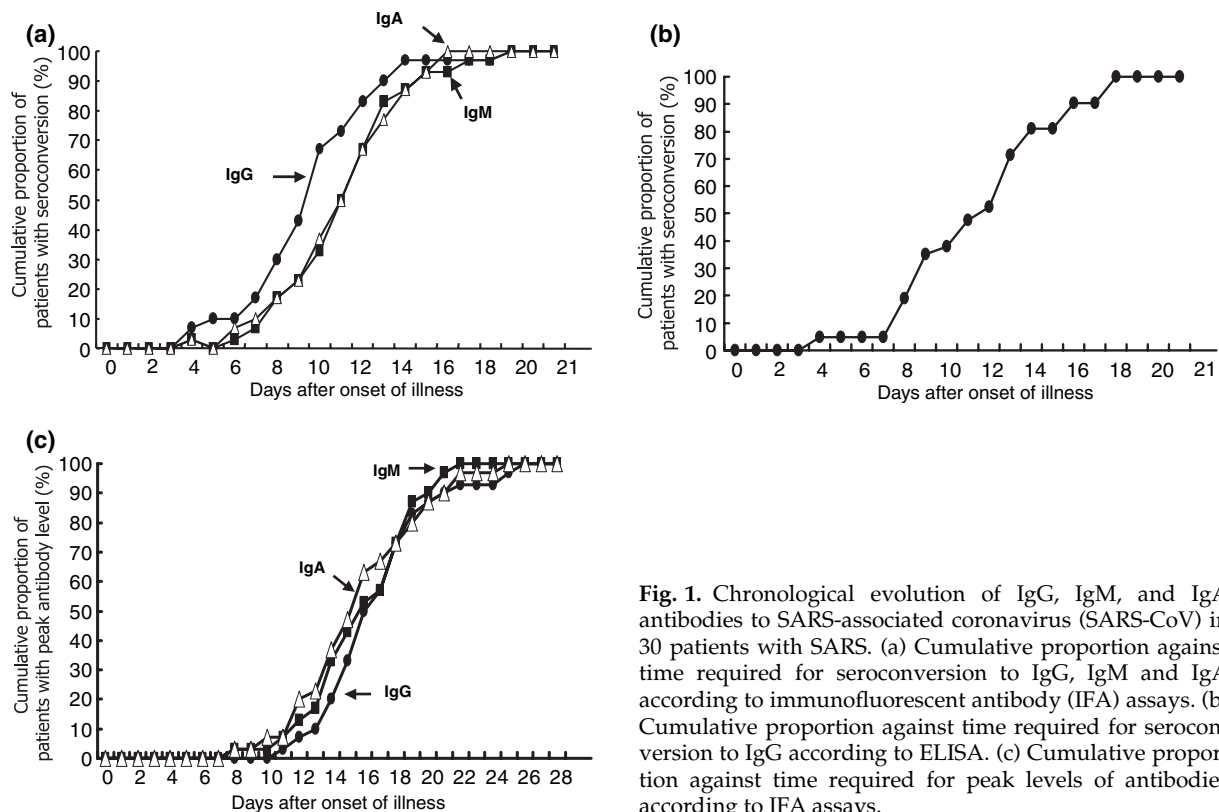 (a)
IgA
IgM
IgG
100
90
80
70
60
50
40
30
20
10
0
Cumulative proportion of
patients with seroconversion (%)
0 2 4 6 8 10 12 14 16 18 20 21
Days after onset of illness
(b)
100
90
80
70
60
50
40
30
20
10
0
Cumulative proportion of
patients with seroconversion (%)
0 2 4 6 8 10 12 14 16 18 20 21
Days after onset of illness
(c)
IgM
IgA
IgG
100
90
80
70
60
50
40
30
20
10
0
Cumulative proportion of
patients with peak antibody level (%)
0 2 4 6 8 10 12 14 16 18 20 22 24 26 28
Days after onset of illness
Fig. 1. Chronological evolution of IgG, IgM, and IgA
antibodies to SARS-associated coronavirus (SARS-CoV) in
30 patients with SARS. (a) Cumulative proportion against
time required for seroconversion to IgG, IgM and IgA
according to immunofluorescent antibody (IFA) assays. (b)
Cumulative proportion against time required for serocon-
version to IgG according to ELISA. (c) Cumulative propor-
tion against time required for peak levels of antibodies
according to IFA assays.